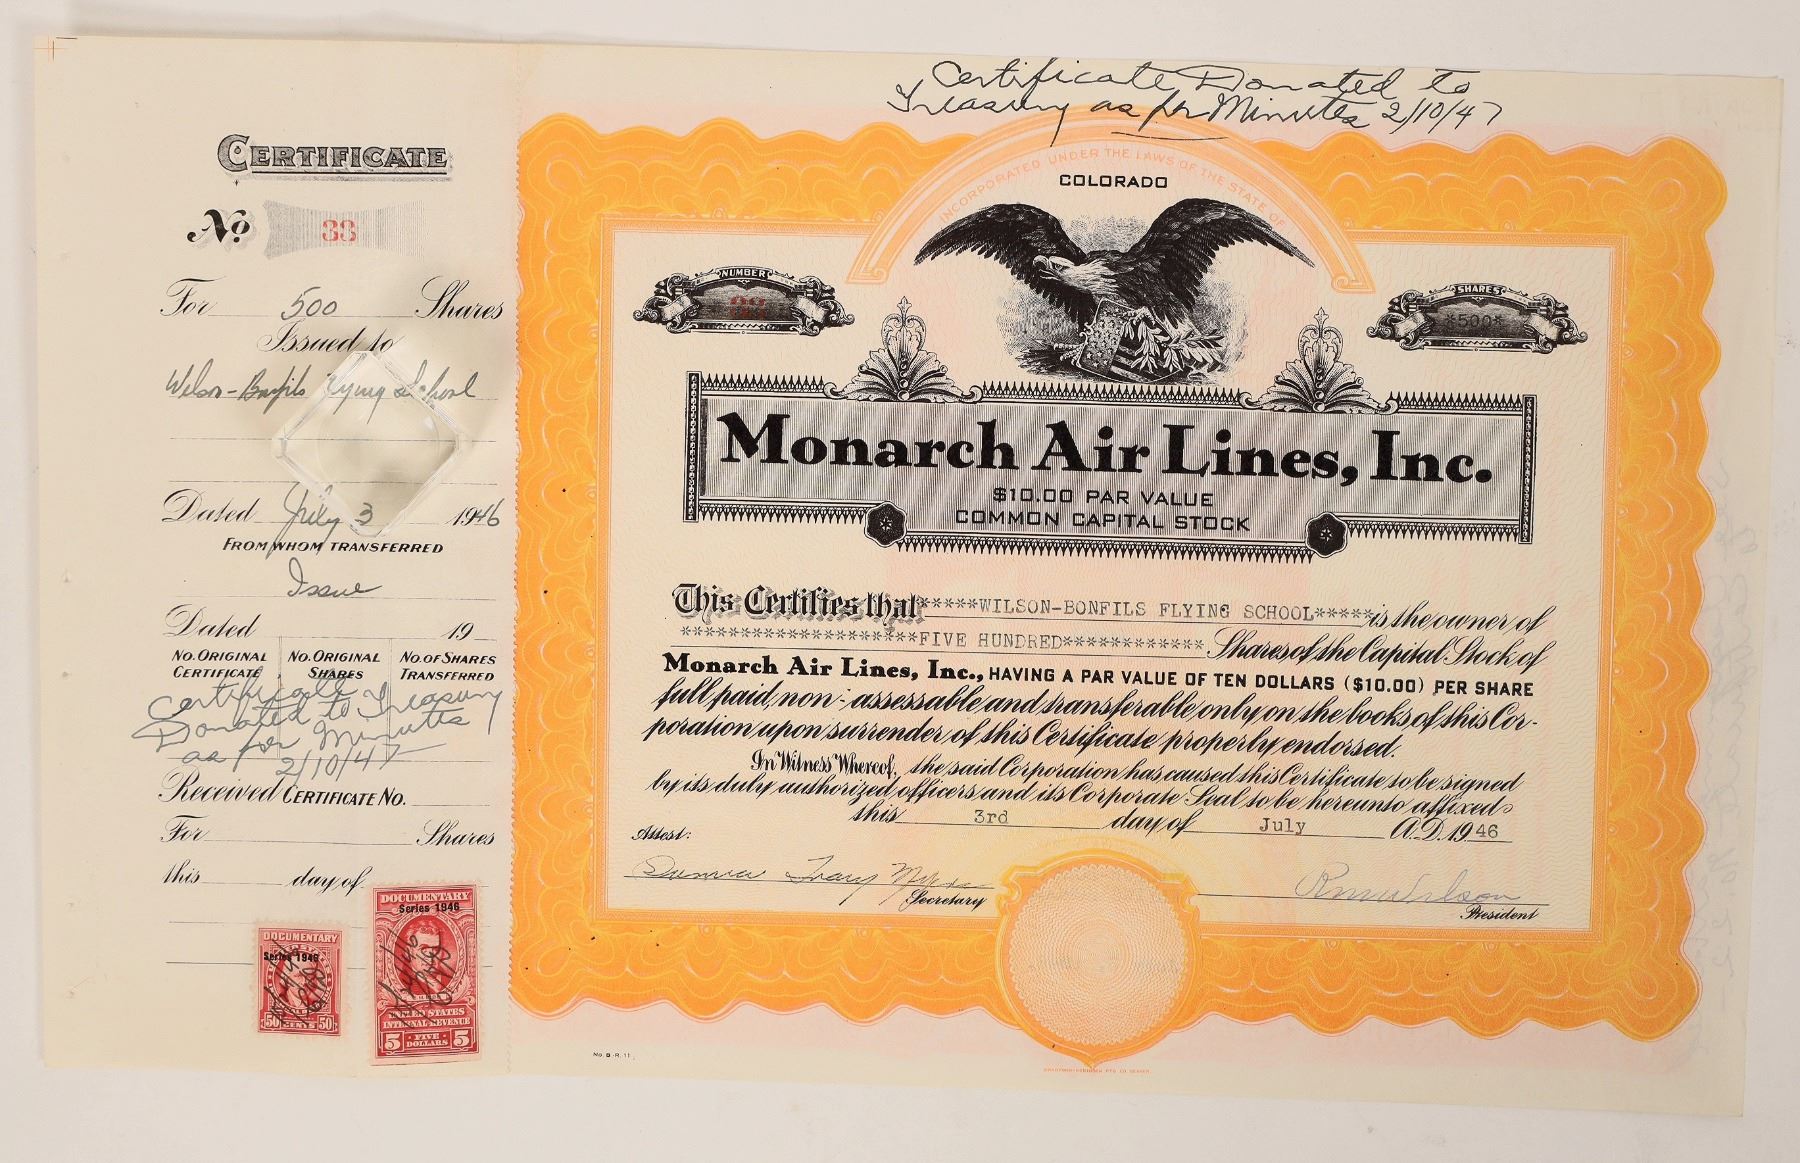 CERTIFICATE
No 33
For 500 Shares
Issued to
Wilson-Bonfils Flying School
Dated July 3 1946
FROM WHOM TRANSFERRED
Issue
Dated 19
NO. ORIGINAL CERTIFICATE
NO. ORIGINAL SHARES
NO. OF SHARES TRANSFERRED
Certificate
Donated to Treasury
as per Minutes
2/10/47
Received CERTIFICATE NO.
For Shares
this day of
DOCUMENTARY
Series 1946
50 CENTS 50
DOCUMENTARY
Series 1946
UNITED STATES
INTERNAL REVENUE
5 FIVE DOLLARS 5
Certificate Donated to
Treasury as per Minutes 2/10/47
INCORPORATED UNDER THE LAWS OF THE STATE OF
COLORADO
NUMBER
33
SHARES
*500*
Monarch Air Lines, Inc.
$10.00 PAR VALUE
COMMON CAPITAL STOCK
This Certifies that *****WILSON-BONFILS FLYING SCHOOL***** is the owner of
********************FIVE HUNDRED************ Shares of the Capital Stock of
Monarch Air Lines, Inc., HAVING A PAR VALUE OF TEN DOLLARS ($10.00) PER SHARE
full paid, non-assessable and transferable only on the books of this Cor-
poration upon surrender of this Certificate properly endorsed.
In Witness Whereof, the said Corporation has caused this Certificate to be signed
by its duly authorized officers and its Corporate Seal to be hereunto affixed
this 3rd day of July A.D. 1946
Attest:
Tracy
Secretary
Wilson
President
No. B-R. 11